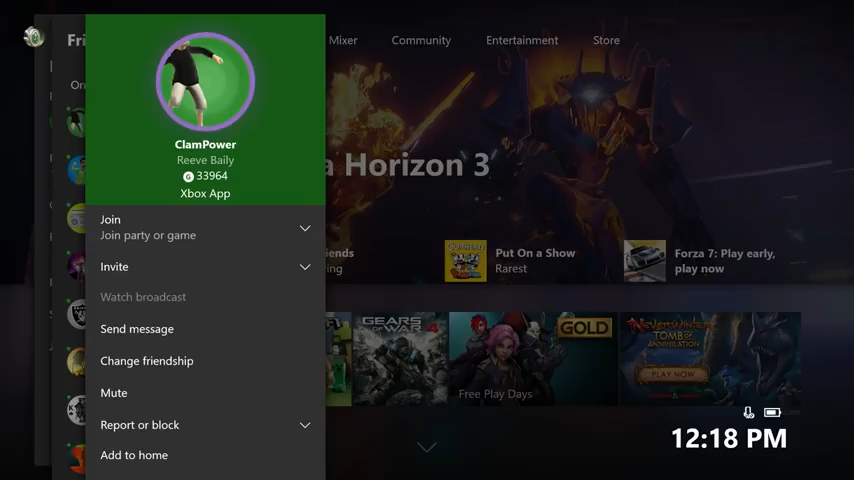 Fri
On
ClamPower
Reeve Baily
G 33964
Xbox App
Join
Join party or game
Invite
Watch broadcast
Send message
Change friendship
Mute
Report or block
Add to home
Mixer
Community
Entertainment
Store
a Horizon 3
iends
ring
Put On a Show
Rarest
Forza 7: Play early,
play now
GEARS
OF WAR 4
GOLD
Free Play Days
NEVERWINTER
TOMB OF
ANNIHILATION
PLAY NOW
12:18 PM